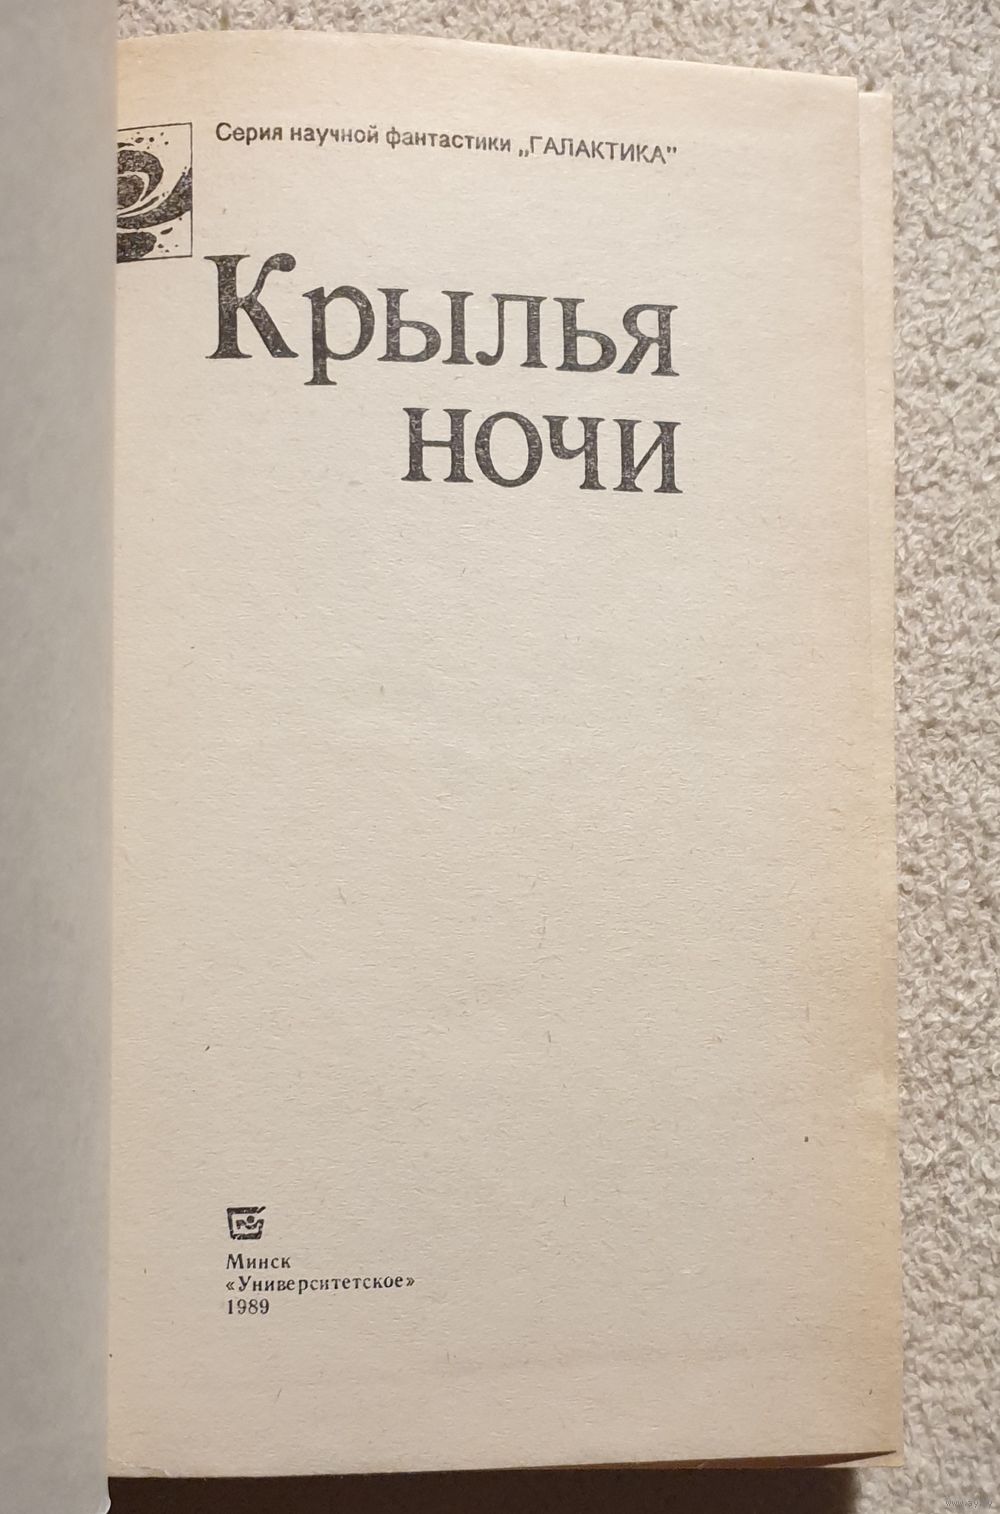 Серия научной фантастики „ГАЛАКТИКА”
Крылья
ночи
Минск
«Университетское»
1989